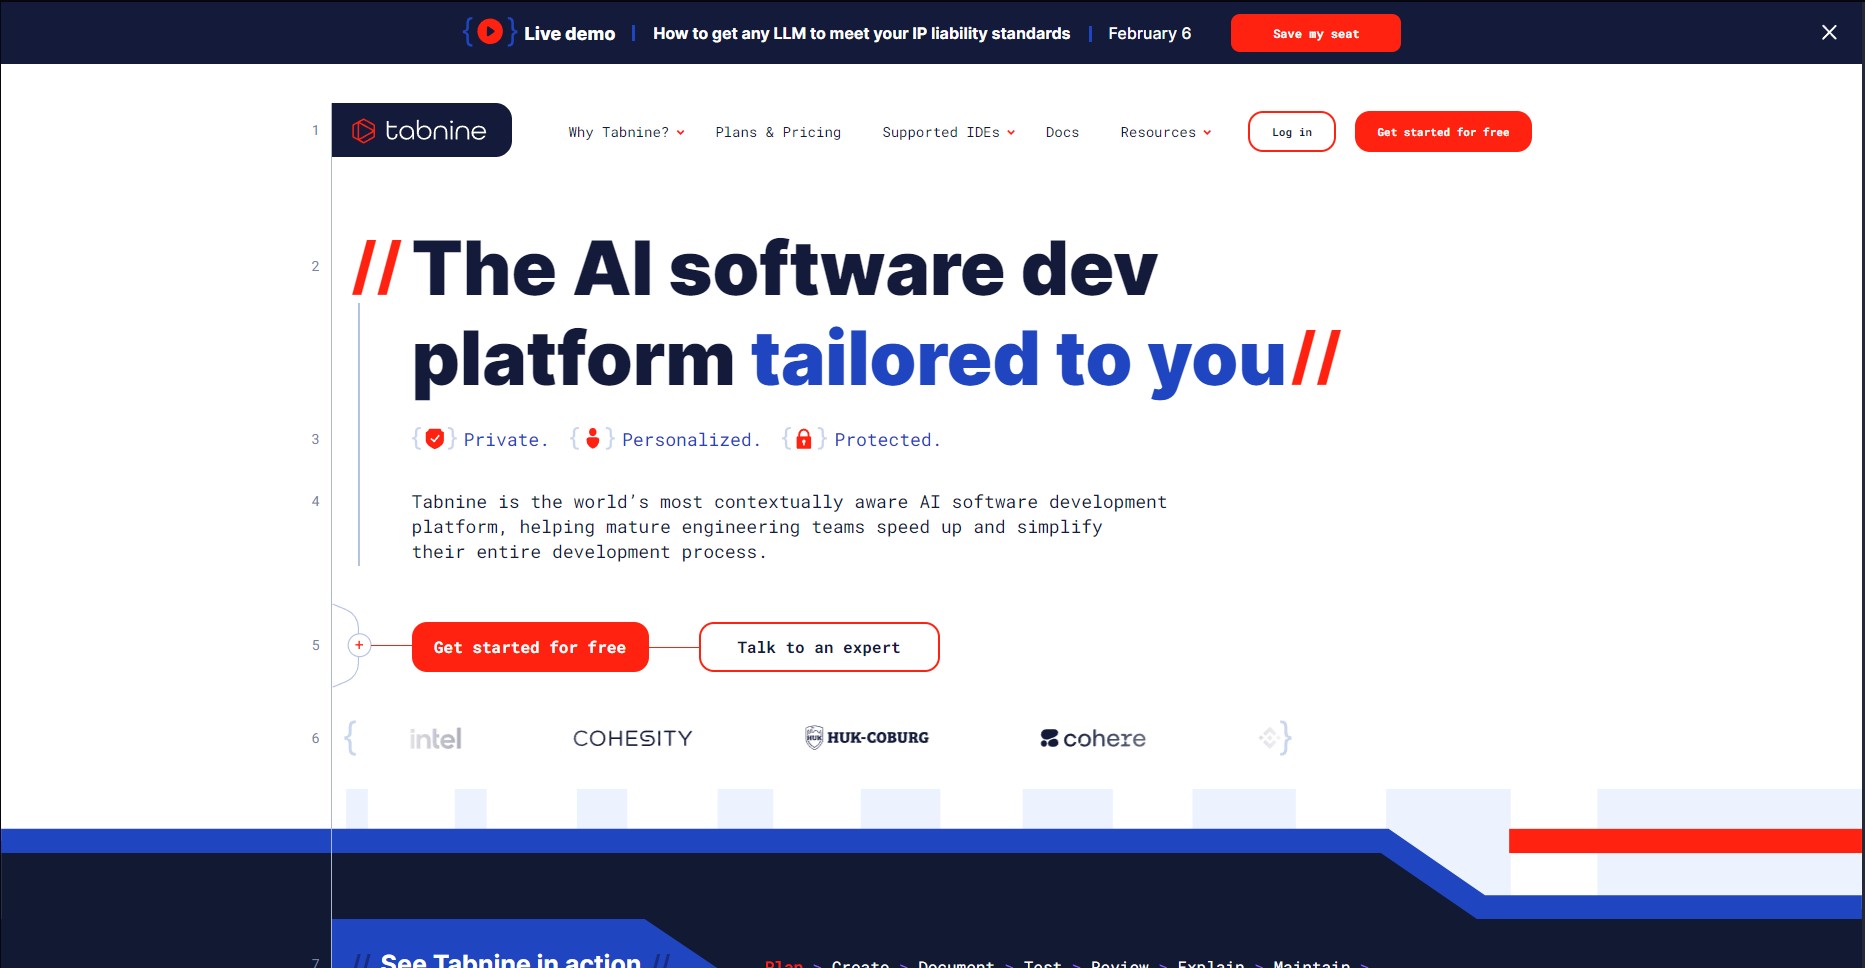 Live demo | How to get any LLM to meet your IP liability standards | February 6 Save my seat
1 tabnine Why Tabnine? Plans & Pricing Supported IDEs Docs Resources Log in Get started for free
2 // The AI software dev
platform tailored to you//
3 {} Private. {} Personalized. {} Protected.
4 Tabnine is the world’s most contextually aware AI software development
platform, helping mature engineering teams speed up and simplify
their entire development process.
5 + Get started for free Talk to an expert
6 { intel COHESITY HUK HUK-COBURG cohere }
7 // See Tabnine in action // Plan > Create > Document > Test > Review > Explain > Maintain >